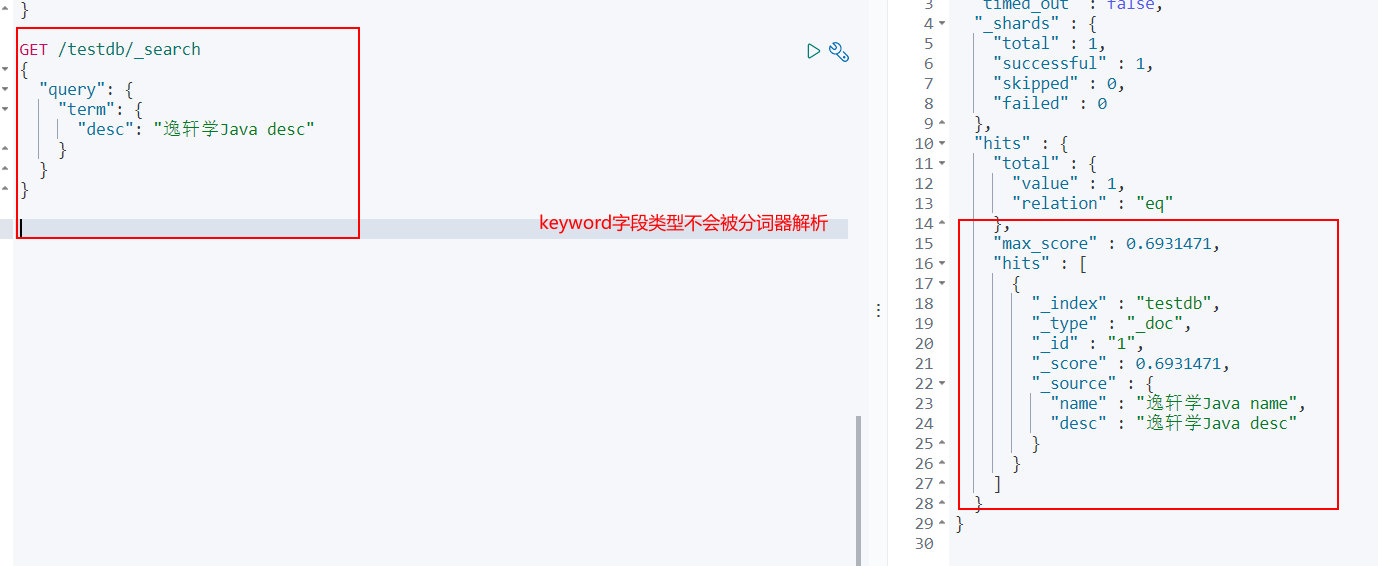 }
GET /testdb/_search
{
"query": {
"term": {
"desc": "逸轩学Java desc"
}
}
}
keyword字段类型不会被分词器解析
3 "timed_out" : false,
4 "_shards" : {
5 "total" : 1,
6 "successful" : 1,
7 "skipped" : 0,
8 "failed" : 0
9 },
10 "hits" : {
11 "total" : {
12 "value" : 1,
13 "relation" : "eq"
14 },
15 "max_score" : 0.6931471,
16 "hits" : [
17 {
18 "_index" : "testdb",
19 "_type" : "_doc",
20 "_id" : "1",
21 "_score" : 0.6931471,
22 "_source" : {
23 "name" : "逸轩学Java name",
24 "desc" : "逸轩学Java desc"
25 }
26 }
27 ]
28 }
29 }
30